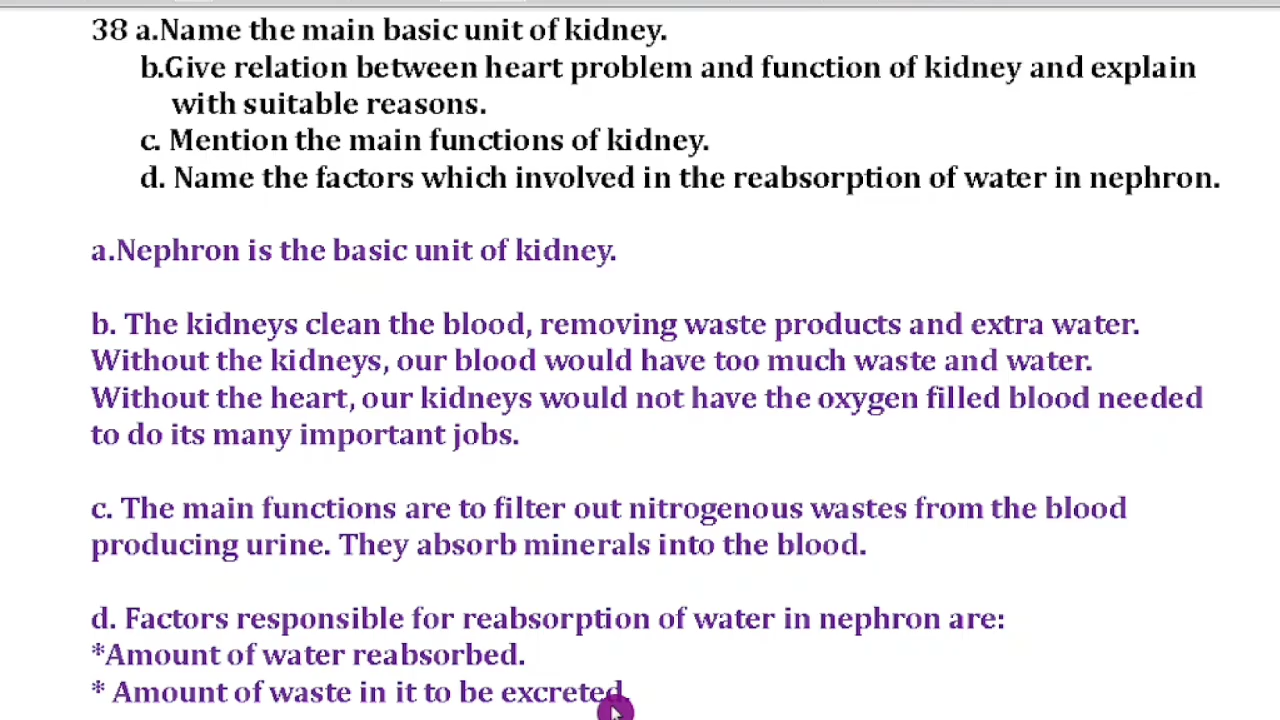 38 a.Name the main basic unit of kidney.
b.Give relation between heart problem and function of kidney and explain
with suitable reasons.
c. Mention the main functions of kidney.
d. Name the factors which involved in the reabsorption of water in nephron.
a.Nephron is the basic unit of kidney.
b. The kidneys clean the blood, removing waste products and extra water.
Without the kidneys, our blood would have too much waste and water.
Without the heart, our kidneys would not have the oxygen filled blood needed
to do its many important jobs.
c. The main functions are to filter out nitrogenous wastes from the blood
producing urine. They absorb minerals into the blood.
d. Factors responsible for reabsorption of water in nephron are:
*Amount of water reabsorbed.
* Amount of waste in it to be excreted.